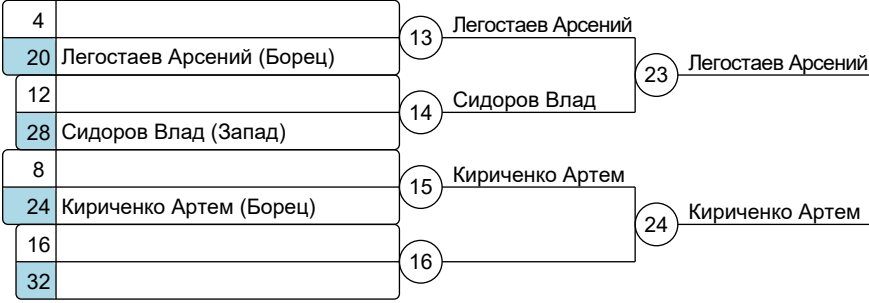 4
20 Легостаев Арсений (Борец)
13 Легостаев Арсений
12
28 Сидоров Влад (Запад)
14 Сидоров Влад
23 Легостаев Арсений
8
24 Кириченко Артем (Борец)
15 Кириченко Артем
16
32
16
24 Кириченко Артем